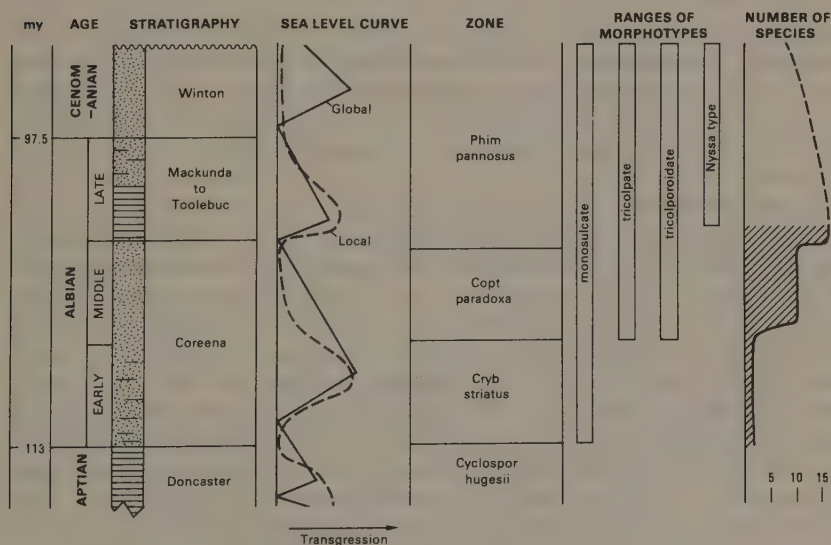 my
AGE
STRATIGRAPHY
SEA LEVEL CURVE
ZONE
RANGES OF
MORPHOTYPES
NUMBER OF
SPECIES
CENOM
-ANIAN
Winton
Global
Phim
pannosus
monosulcate
tricolpate
tricolporoidate
Nyssa type
97.5
ALBIAN
LATE
Mackunda
to
Toolebuc
Local
MIDDLE
Coreena
Copt
paradoxa
EARLY
Cryb
striatus
113
APTIAN
Doncaster
Cyclospor
hugesii
5 10 15
Transgression